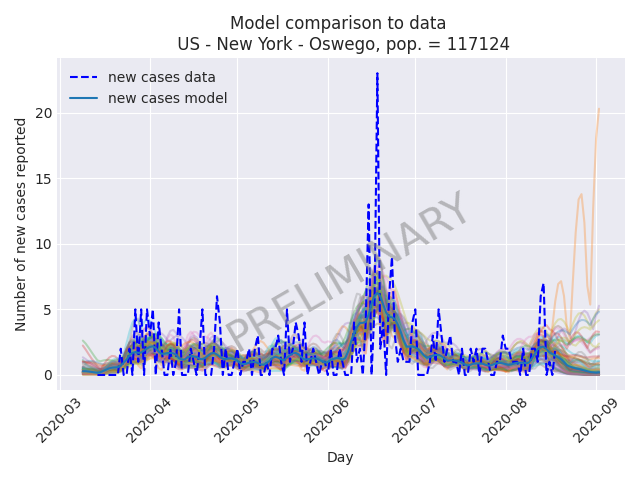 Model comparison to data
US - New York - Oswego, pop. = 117124
new cases data
new cases model
Number of new cases reported
20
15
10
5
0
PRELIMINARY
2020-03
2020-04
2020-05
2020-06
2020-07
2020-08
2020-09
Day